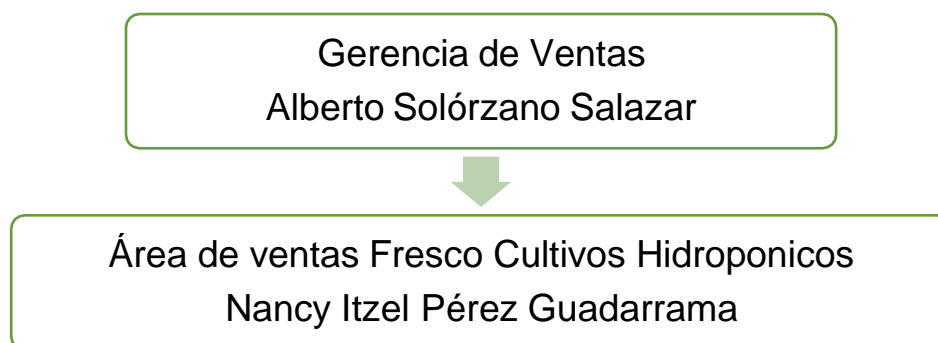 Gerencia de Ventas
Alberto Solórzano Salazar
Área de ventas Fresco Cultivos Hidroponicos
Nancy Itzel Pérez Guadarrama